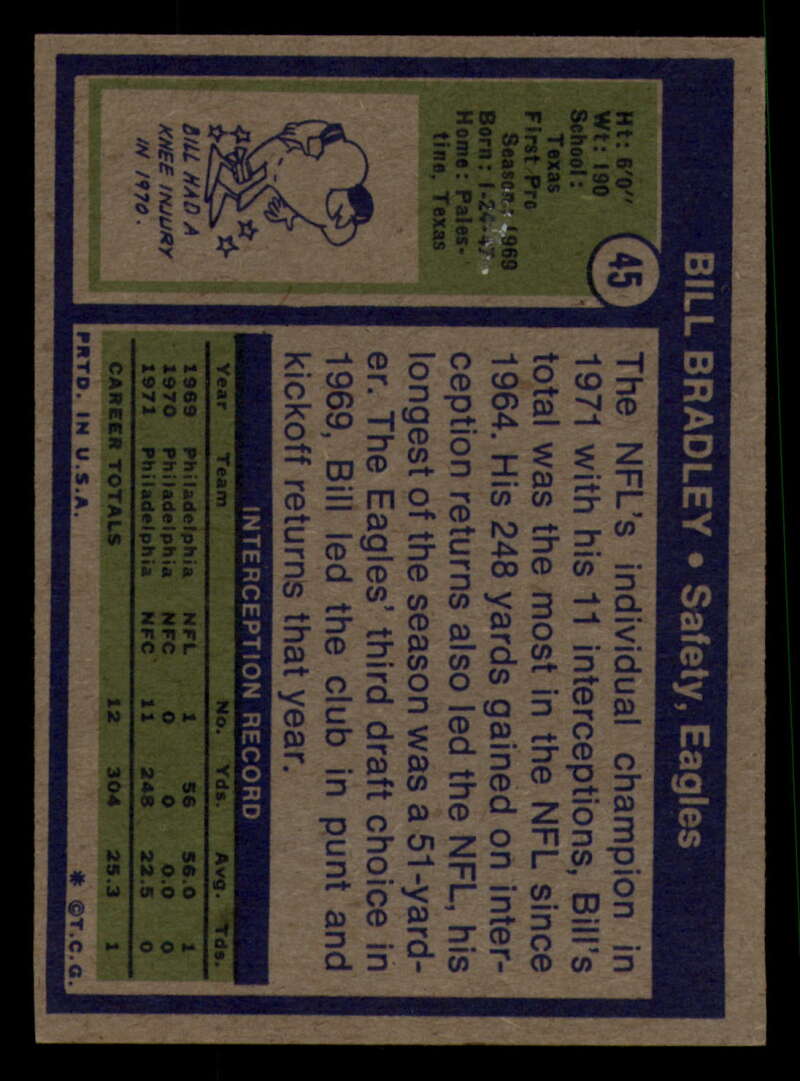 BILL BRADLEY • Safety, Eagles
45
Ht: 6'0"
Wt: 190
School:
Texas
First Pro
Season: 1969
Born: 1-24-47
Home: Pales-
tine, Texas
BILL HAD A
KNEE INJURY
IN 1970.
The NFL's individual champion in
1971 with his 11 interceptions, Bill's
total was the most in the NFL since
1964. His 248 yards gained on inter-
ception returns also led the NFL, his
longest of the season was a 51-yard-
er. The Eagles' third draft choice in
1969, Bill led the club in punt and
kickoff returns that year.
INTERCEPTION RECORD
Year Team No. Yds. Avg. Tds.
1969 Philadelphia NFL 1 56 56.0 1
1970 Philadelphia NFC 0 0 0.0 0
1971 Philadelphia NFC 11 248 22.5 0
CAREER TOTALS 12 304 25.3 1
PRTD. IN U.S.A. * ©T.C.G.